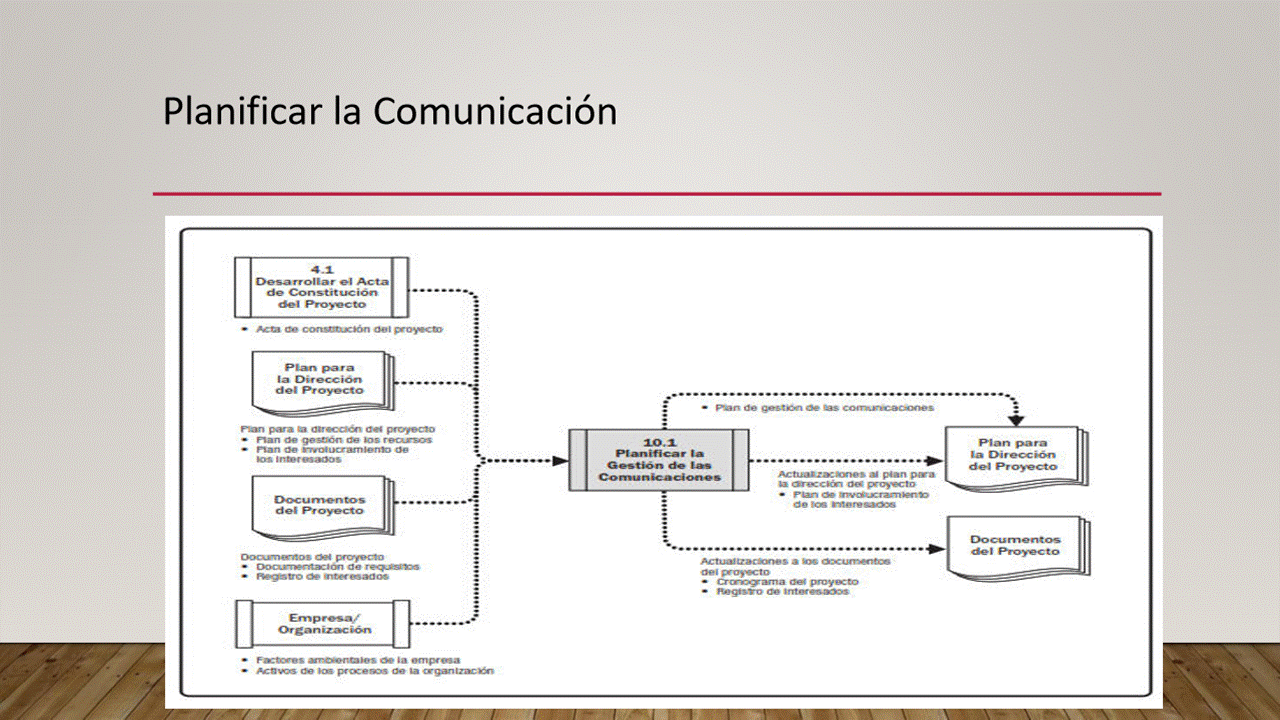 Planificar la Comunicación
4.1
Desarrollar el Acta
de Constitución
del Proyecto
• Acta de constitución del proyecto
Plan para
la Dirección
del Proyecto
Plan para la dirección del proyecto
• Plan de gestión de los recursos
• Plan de involucramiento de
los interesados
Documentos
del Proyecto
Documentos del proyecto
• Documentación de requisitos
• Registro de interesados
Empresa/
Organización
• Factores ambientales de la empresa
• Activos de los procesos de la organización
10.1
Planificar la
Gestión de las
Comunicaciones
• Plan de gestión de las comunicaciones
Actualizaciones al plan para
la dirección del proyecto
• Plan de involucramiento
de los interesados
Actualizaciones a los documentos
del proyecto
• Cronograma del proyecto
• Registro de interesados
Plan para
la Dirección
del Proyecto
Documentos
del Proyecto